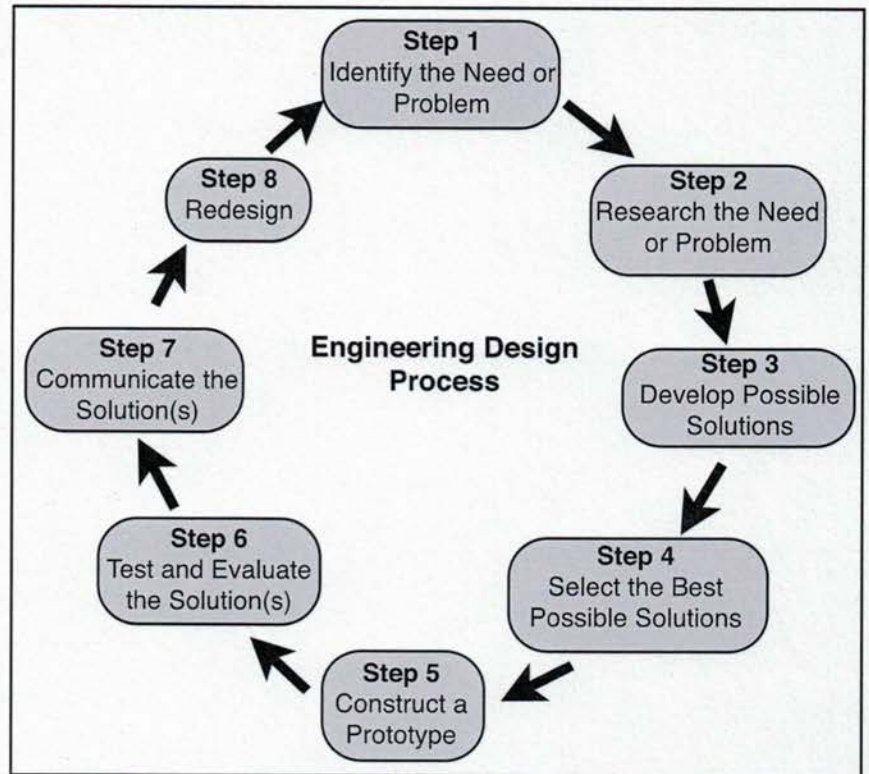 Step 1
Identify the Need or
Problem
Step 2
Research the Need
or Problem
Step 3
Develop Possible
Solutions
Step 4
Select the Best
Possible Solutions
Step 5
Construct a
Prototype
Step 6
Test and Evaluate
the Solution(s)
Step 7
Communicate the
Solution(s)
Step 8
Redesign
Engineering Design
Process